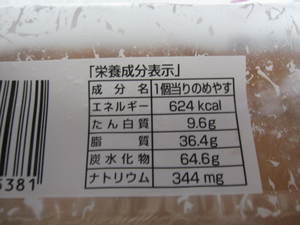 「栄養成分表示」
成分名 1個当りのめやす
エネルギー 624 kcal
たん白質 9.6g
脂質 36.4g
炭水化物 64.6g
ナトリウム 344 mg
5381